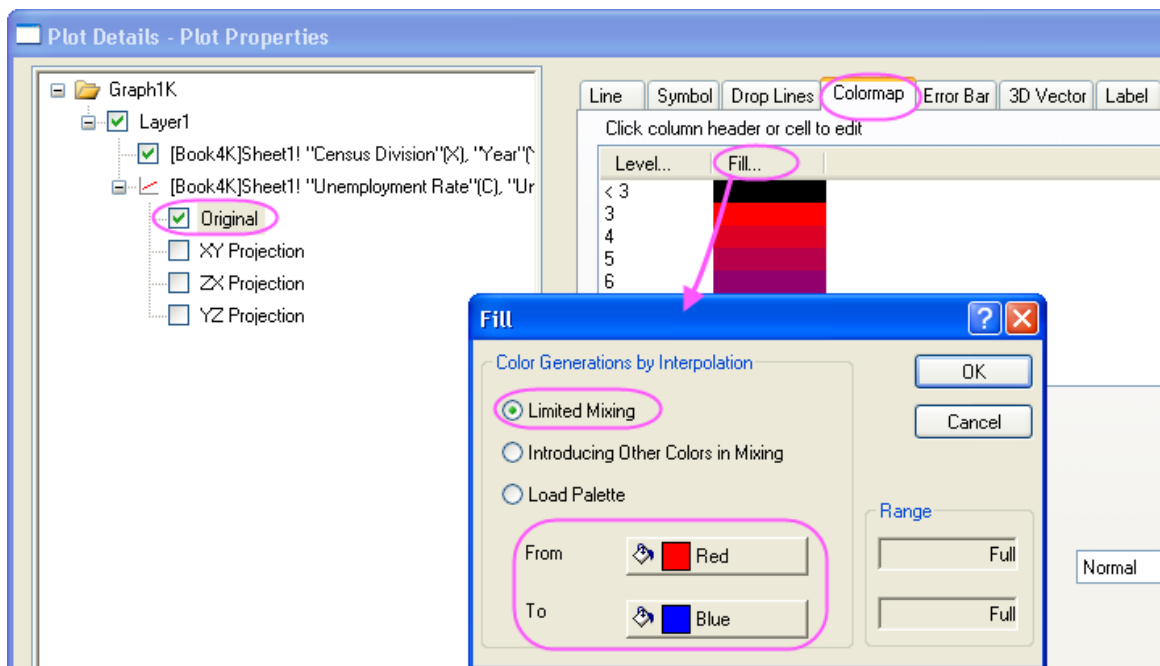 Plot Details - Plot Properties
Graph1K
Layer1
[Book4K]Sheet1! "Census Division"(X), "Year"(
[Book4K]Sheet1! "Unemployment Rate"(C), "Ur
Original
XY Projection
ZX Projection
YZ Projection
Line Symbol Drop Lines Colormap Error Bar 3D Vector Label
Click column header or cell to edit
Level... Fill...
< 3
3
4
5
6
Fill
Color Generations by Interpolation
Limited Mixing
Introducing Other Colors in Mixing
Load Palette
From Red
To Blue
OK
Cancel
Range
Full
Full
Normal